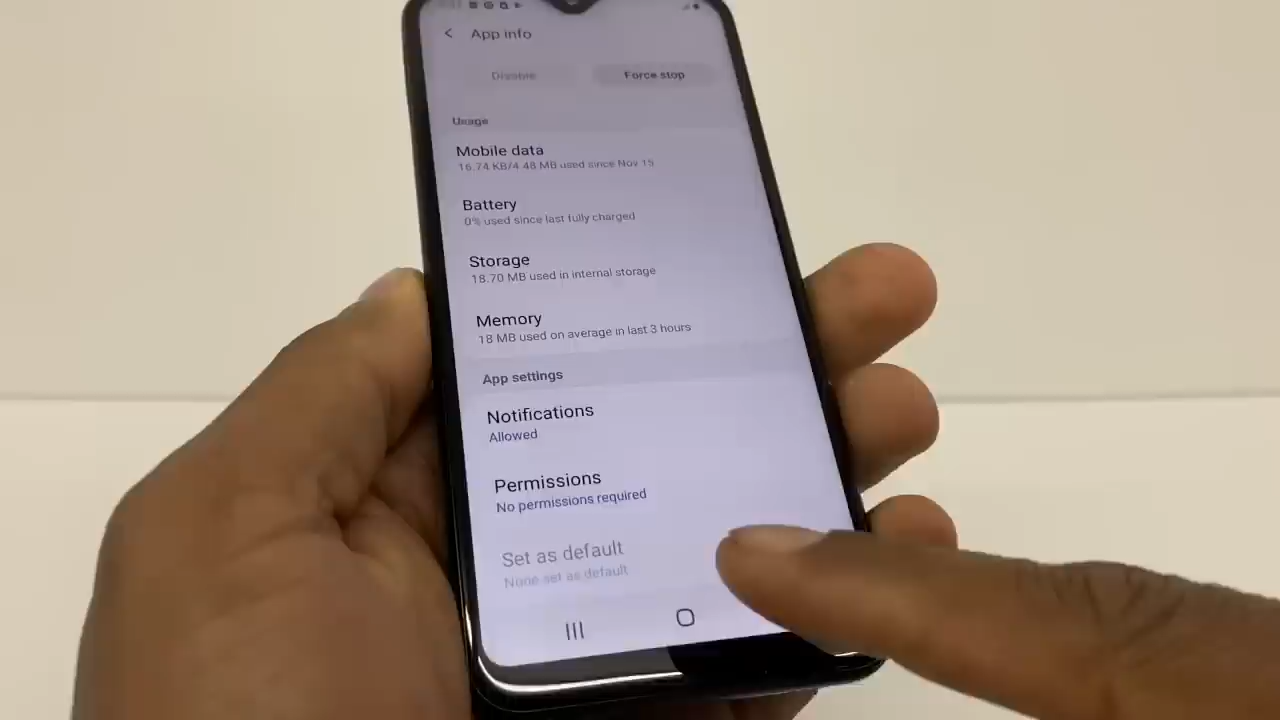 App info
Disable
Force stop
Usage
Mobile data
16.74 KB/4.48 MB used since Nov 15
Battery
0% used since last fully charged
Storage
18.70 MB used in internal storage
Memory
18 MB used on average in last 3 hours
App settings
Notifications
Allowed
Permissions
No permissions required
Set as default
None set as default